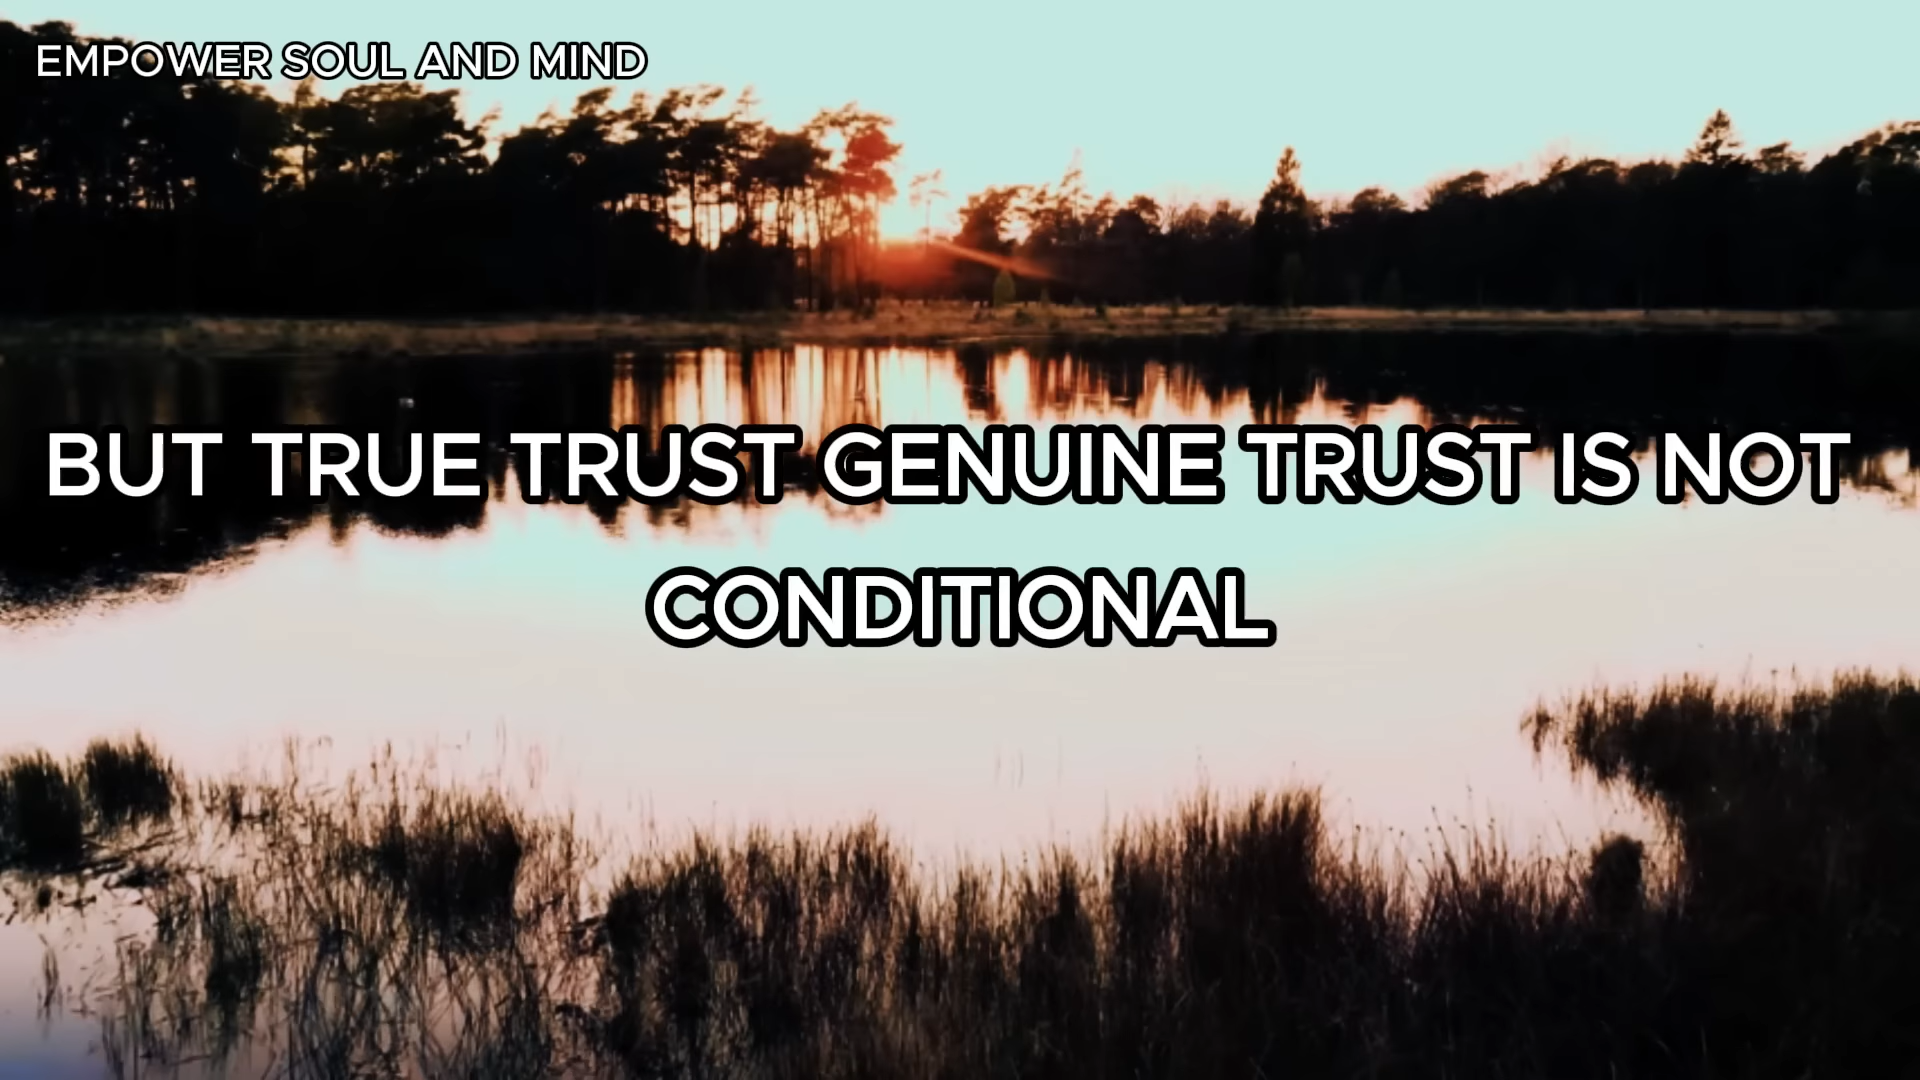 EMPOWER SOUL AND MIND
BUT TRUE TRUST GENUINE TRUST IS NOT
CONDITIONAL